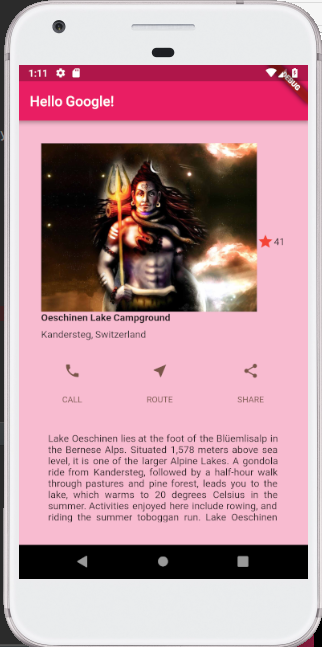 1:11
DEBUG
Hello Google!
41
Oeschinen Lake Campground
Kandersteg, Switzerland
CALL ROUTE SHARE
Lake Oeschinen lies at the foot of the Blüemlisalp in
the Bernese Alps. Situated 1,578 meters above sea
level, it is one of the larger Alpine Lakes. A gondola
ride from Kandersteg, followed by a half-hour walk
through pastures and pine forest, leads you to the
lake, which warms to 20 degrees Celsius in the
summer. Activities enjoyed here include rowing, and
riding the summer toboggan run. Lake Oeschinen